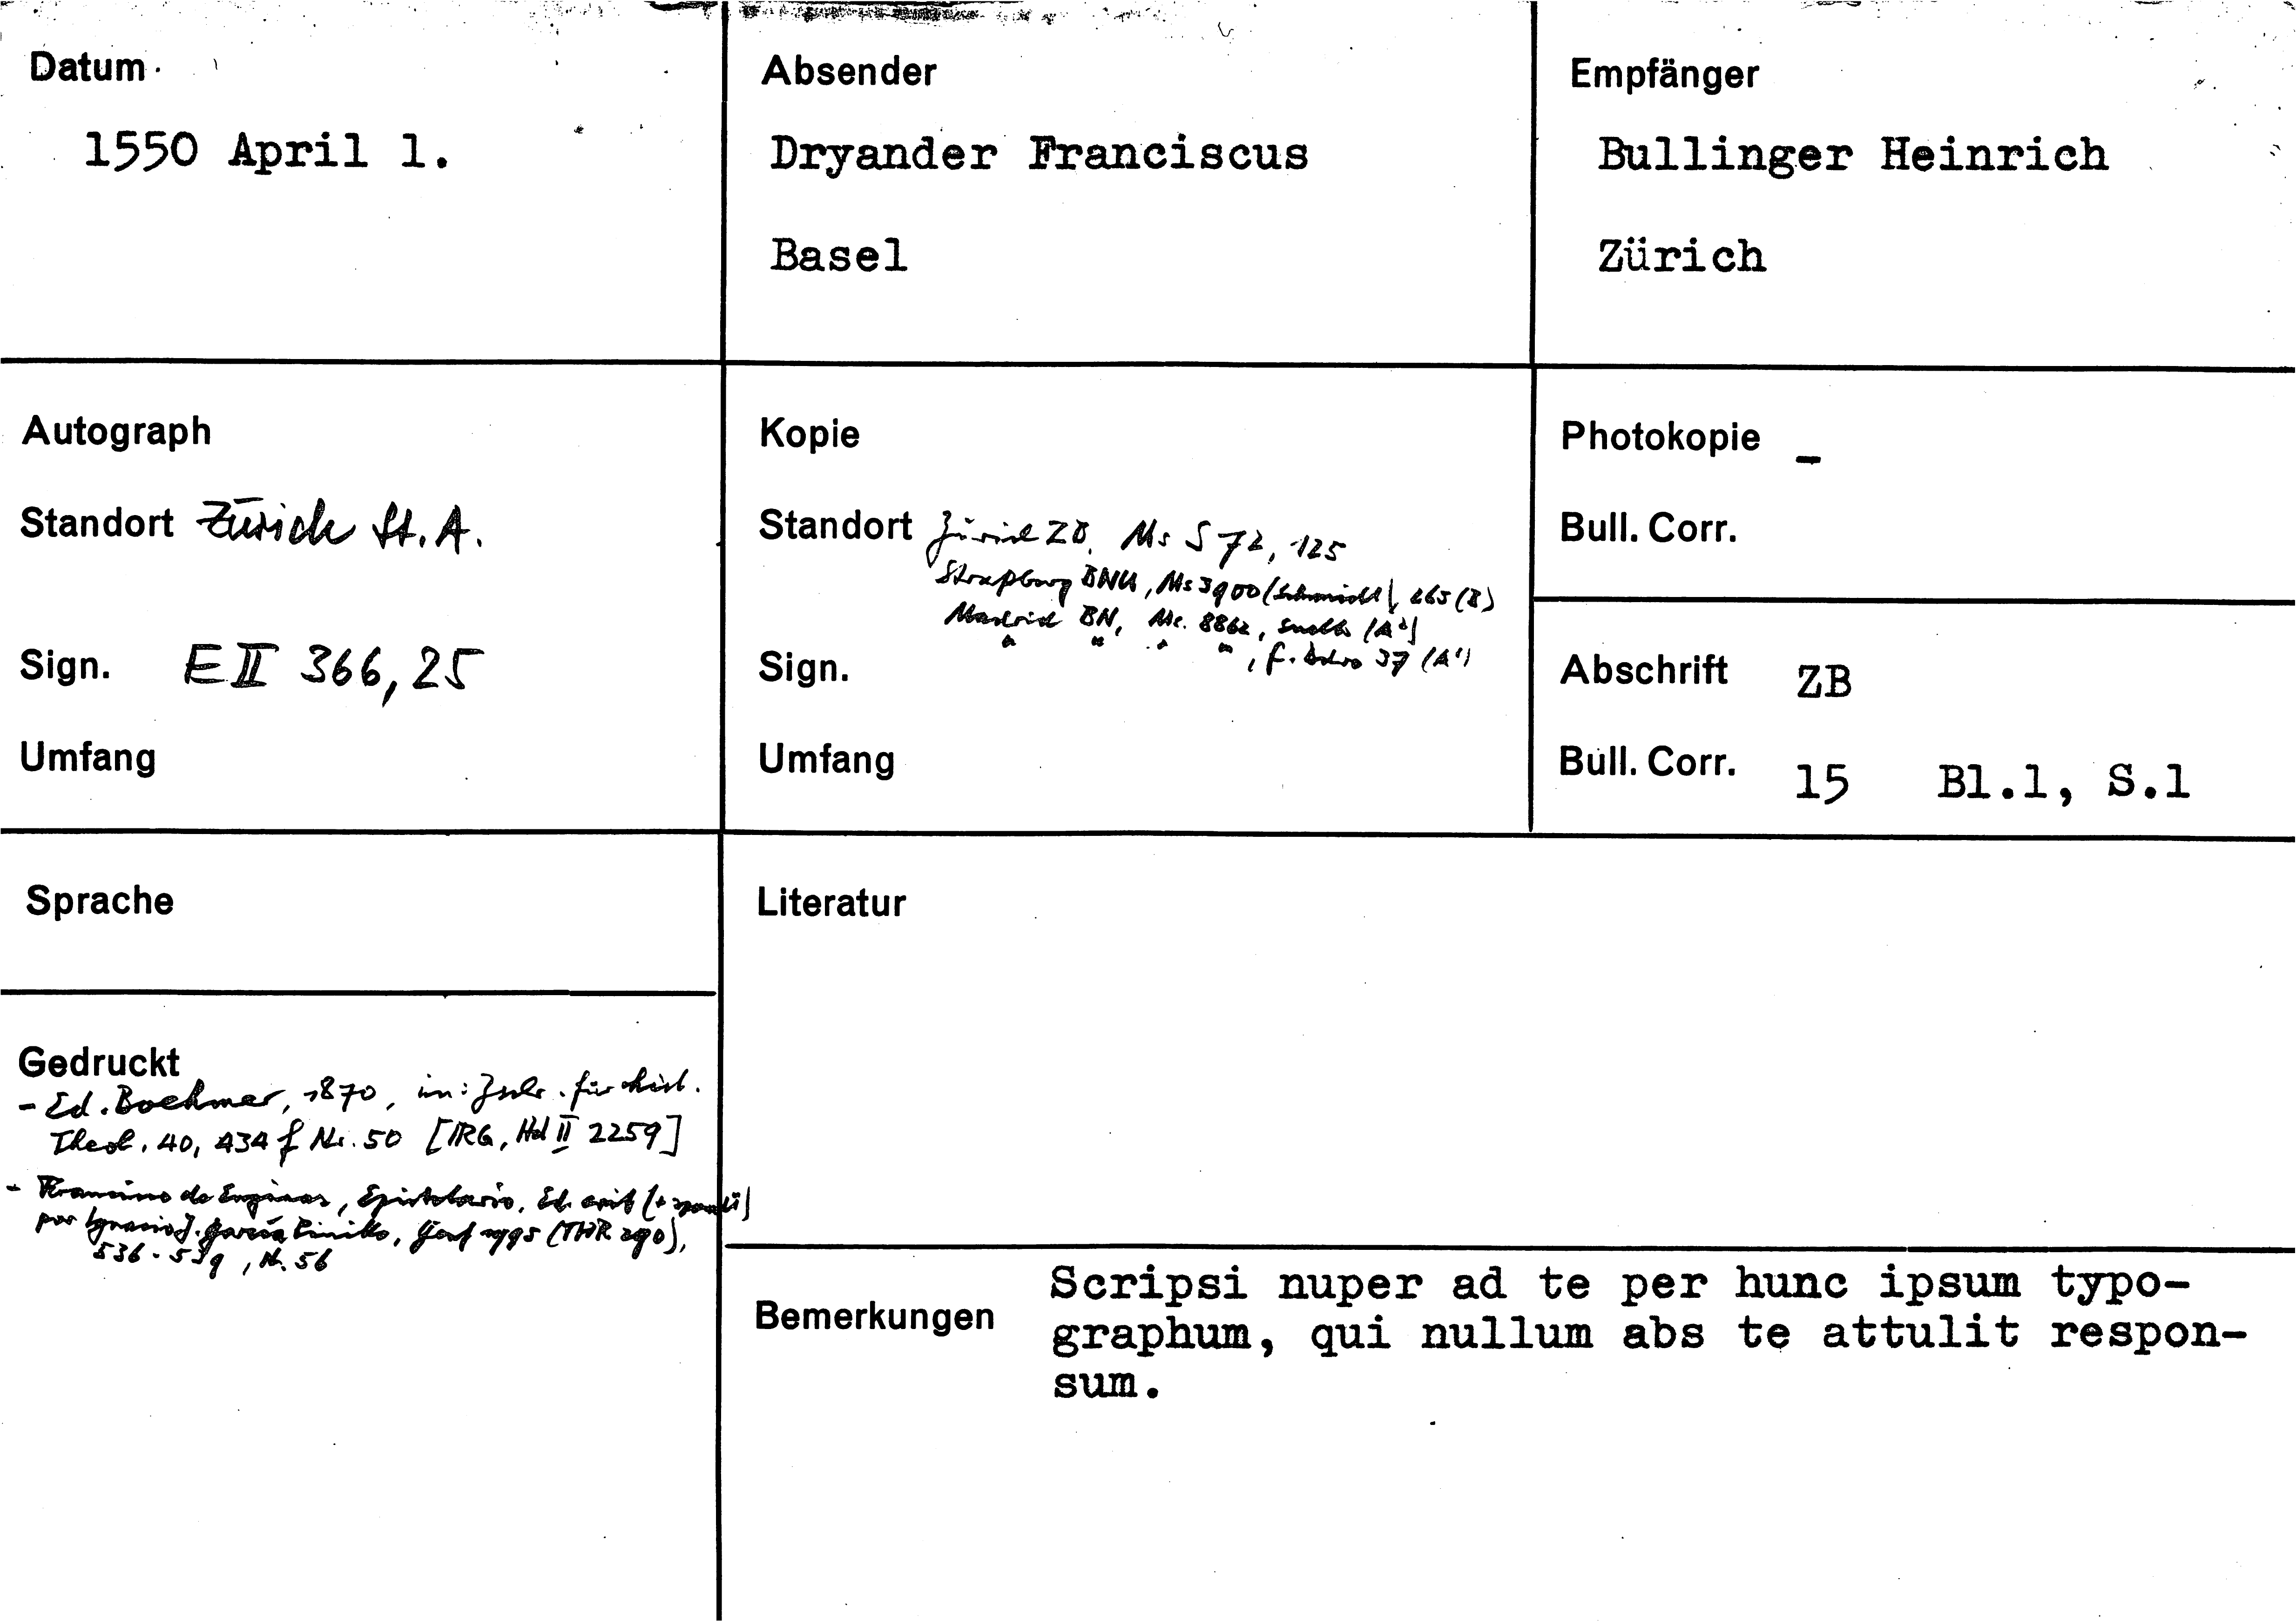 Datum
1550 April 1.
Absender
Dryander Franciscus
Basel
Empfänger
Bullinger Heinrich
Zürich
Autograph
Standort Zürich St. A.
Sign. E II 366, 25
Umfang
Kopie
Standort Zürich ZB, Ms S 72, 125
Straßburg BNU, Ms 3900 (Schmidt), 265 (B)
Madrid BN, Ms. 8862, (A²)
" " " ", f. 37 (A¹)
Sign.
Umfang
Photokopie –
Bull. Corr.
Abschrift ZB
Bull. Corr. 15 Bl.1, S.1
Sprache
Gedruckt
- Ed. Boehmer, 1870, in: Zschr. für hist.
Theol. 40, 434 f Nr. 50 [IRG, Hd II 2259]
- Francisco de Enzinas, Epistolario, Ed. crit (+
por Ignacio J. García Pinilla, Genf 1995 (THR 290),
536-539, Nr. 56
Literatur
Bemerkungen
Scripsi nuper ad te per hunc ipsum typo-
graphum, qui nullum abs te attulit respon-
sum.